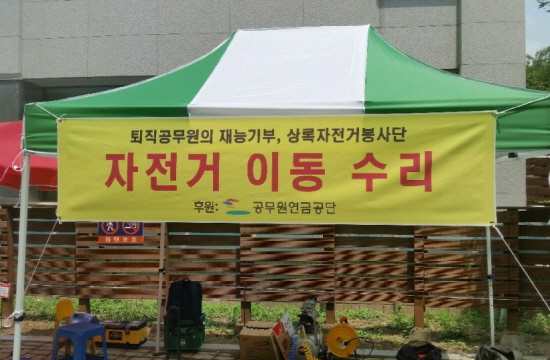 퇴직공무원의 재능기부, 상록자전거봉사단
자전거 이동 수리
후원: 공무원연금공단